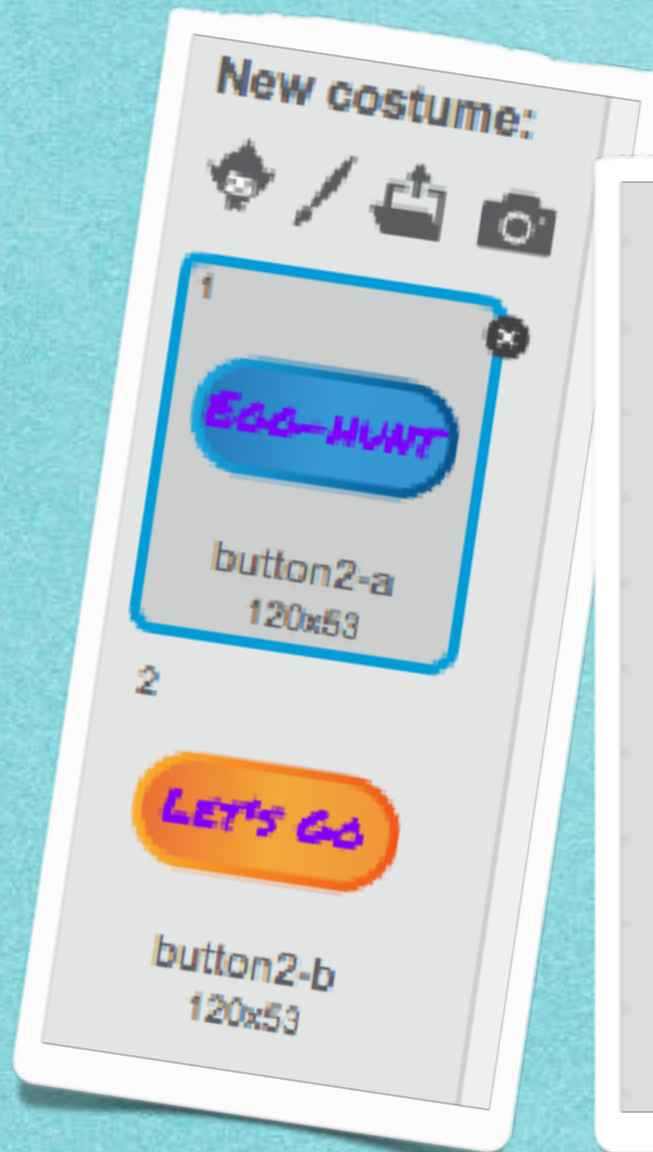 New costume:
1
EGG-HUNT
button2-a
120x53
2
LET'S GO
button2-b
120x53